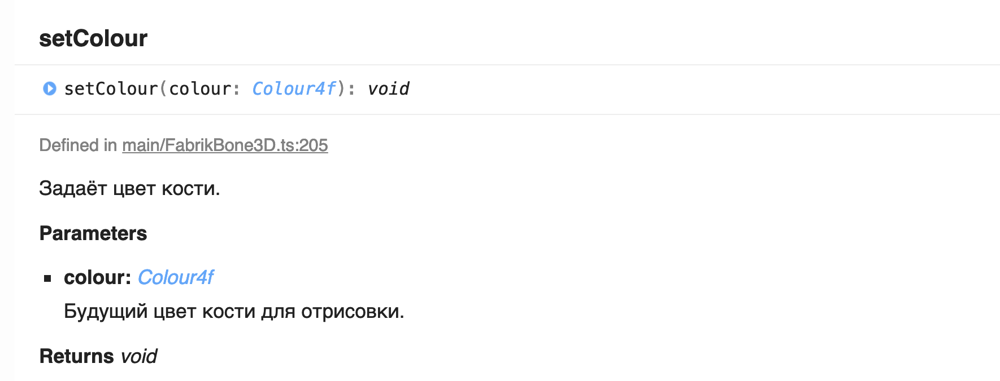 setColour
setColour(colour: Colour4f): void
Defined in main/FabrikBone3D.ts:205
Задаёт цвет кости.
Parameters
colour: Colour4f
Будущий цвет кости для отрисовки.
Returns void